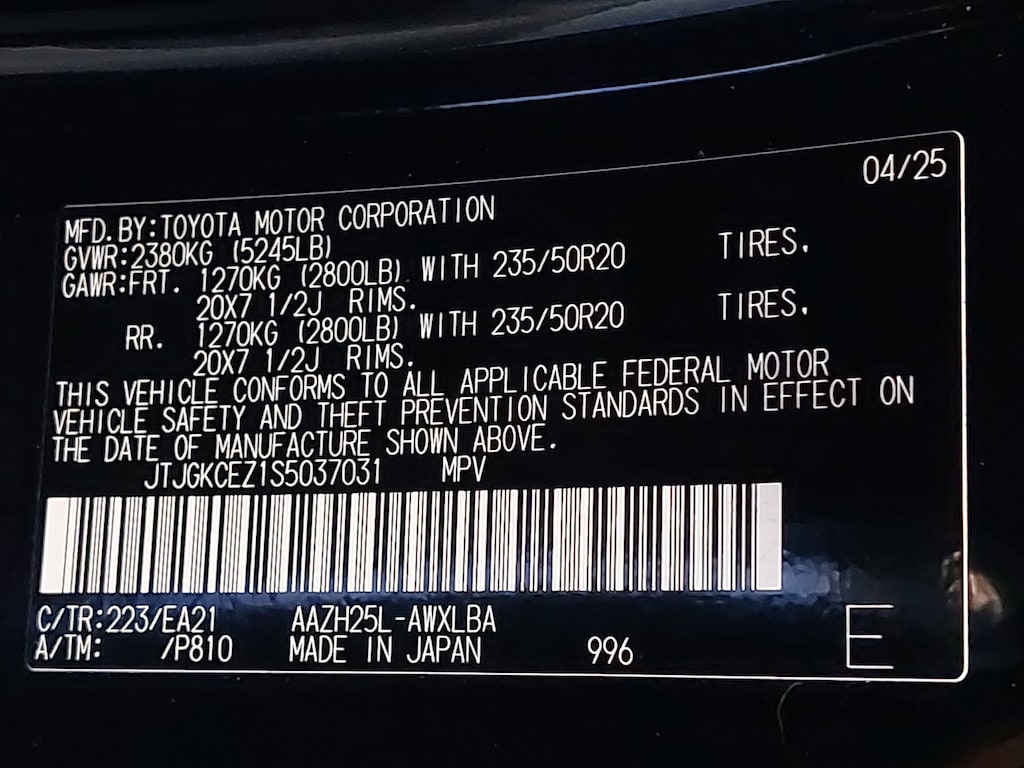 04/25
MFD.BY:TOYOTA MOTOR CORPORATION
GVWR:2380KG (5245LB)
GAWR:FRT. 1270KG (2800LB) WITH 235/50R20 TIRES,
20X7 1/2J RIMS.
RR. 1270KG (2800LB) WITH 235/50R20 TIRES,
20X7 1/2J RIMS.
THIS VEHICLE CONFORMS TO ALL APPLICABLE FEDERAL MOTOR
VEHICLE SAFETY AND THEFT PREVENTION STANDARDS IN EFFECT ON
THE DATE OF MANUFACTURE SHOWN ABOVE.
JTJGKCEZ1S5037031 MPV
C/TR:223/EA21 AAZH25L-AWXLBA
A/TM: /P810 MADE IN JAPAN 996 E